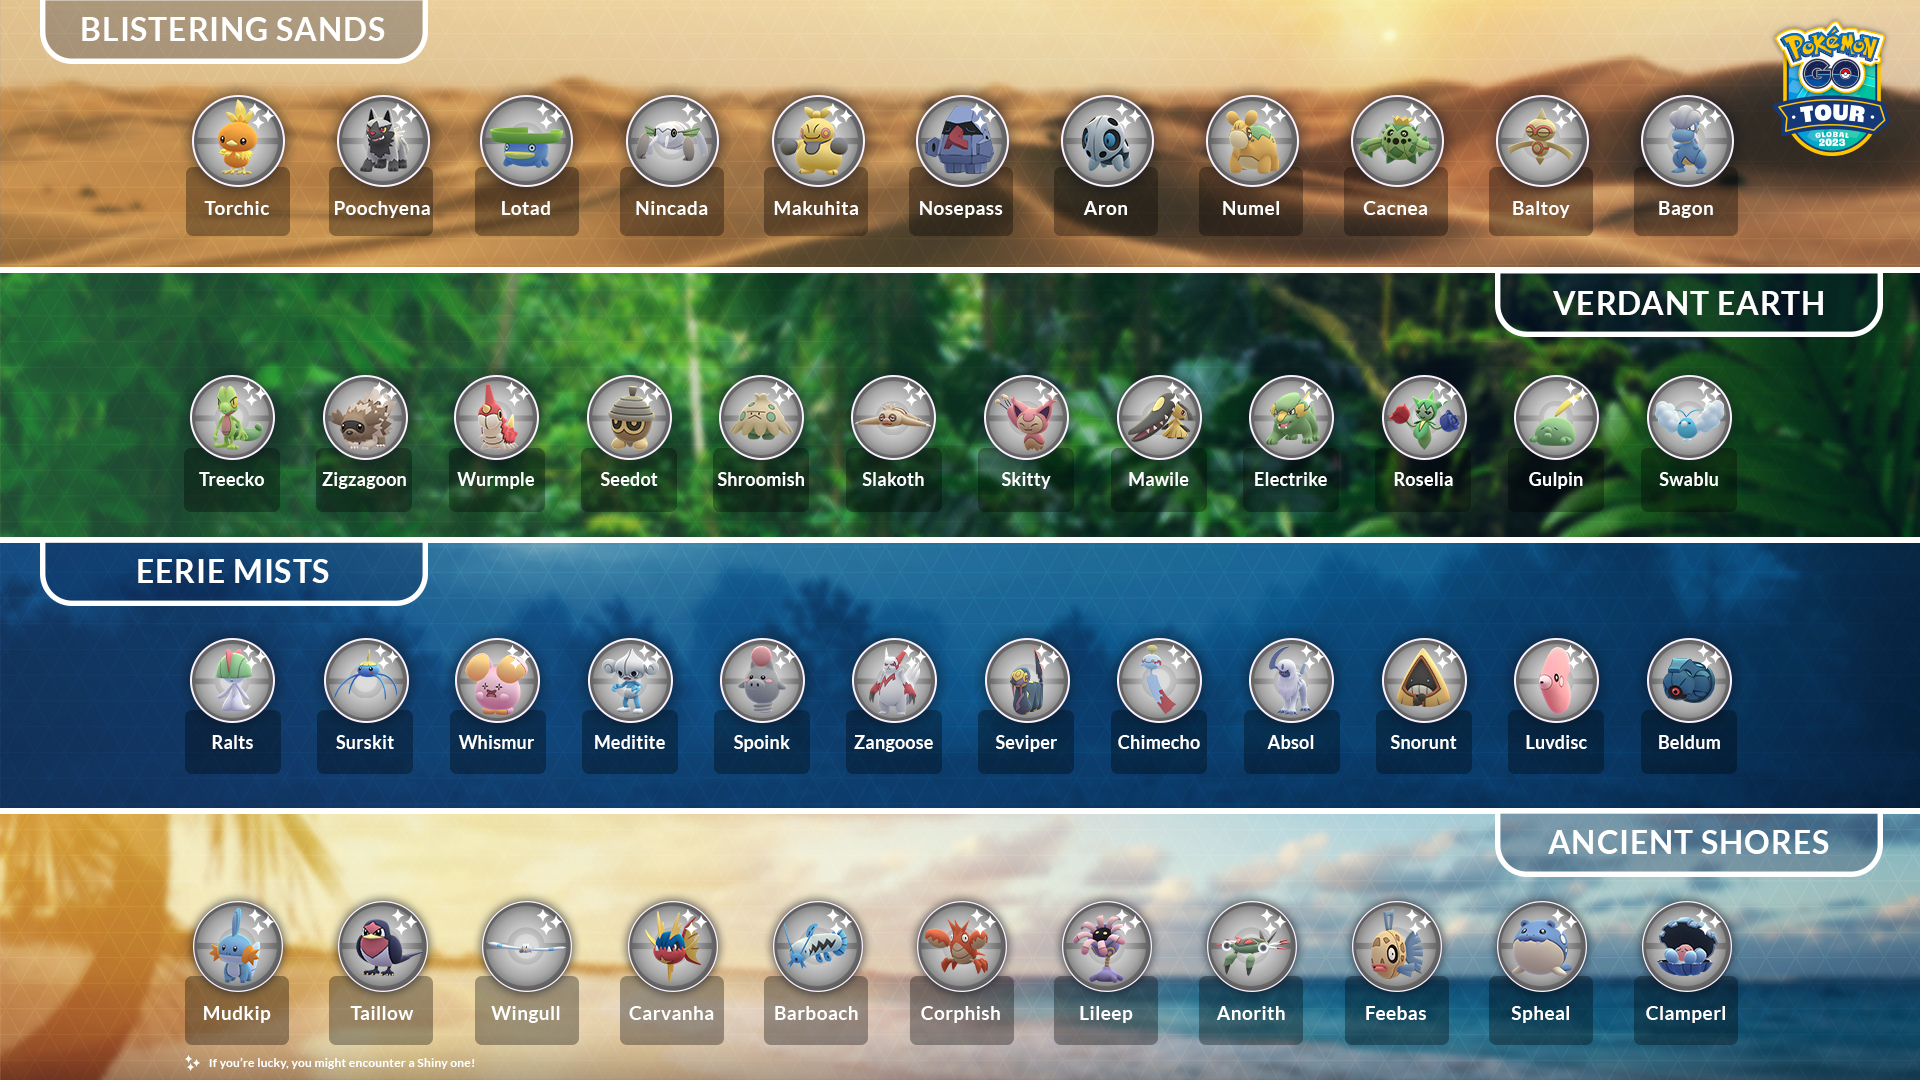 BLISTERING SANDS
POKÉMON
GO
TOUR
GLOBAL
2023
Torchic
Poochyena
Lotad
Nincada
Makuhita
Nosepass
Aron
Numel
Cacnea
Baltoy
Bagon
VERDANT EARTH
Treecko
Zigzagoon
Wurmple
Seedot
Shroomish
Slakoth
Skitty
Mawile
Electrike
Roselia
Gulpin
Swablu
EERIE MISTS
Ralts
Surskit
Whismur
Meditite
Spoink
Zangoose
Seviper
Chimecho
Absol
Snorunt
Luvdisc
Beldum
ANCIENT SHORES
Mudkip
Taillow
Wingull
Carvanha
Barboach
Corphish
Lileep
Anorith
Feebas
Spheal
Clamperl
If you're lucky, you might encounter a Shiny one!